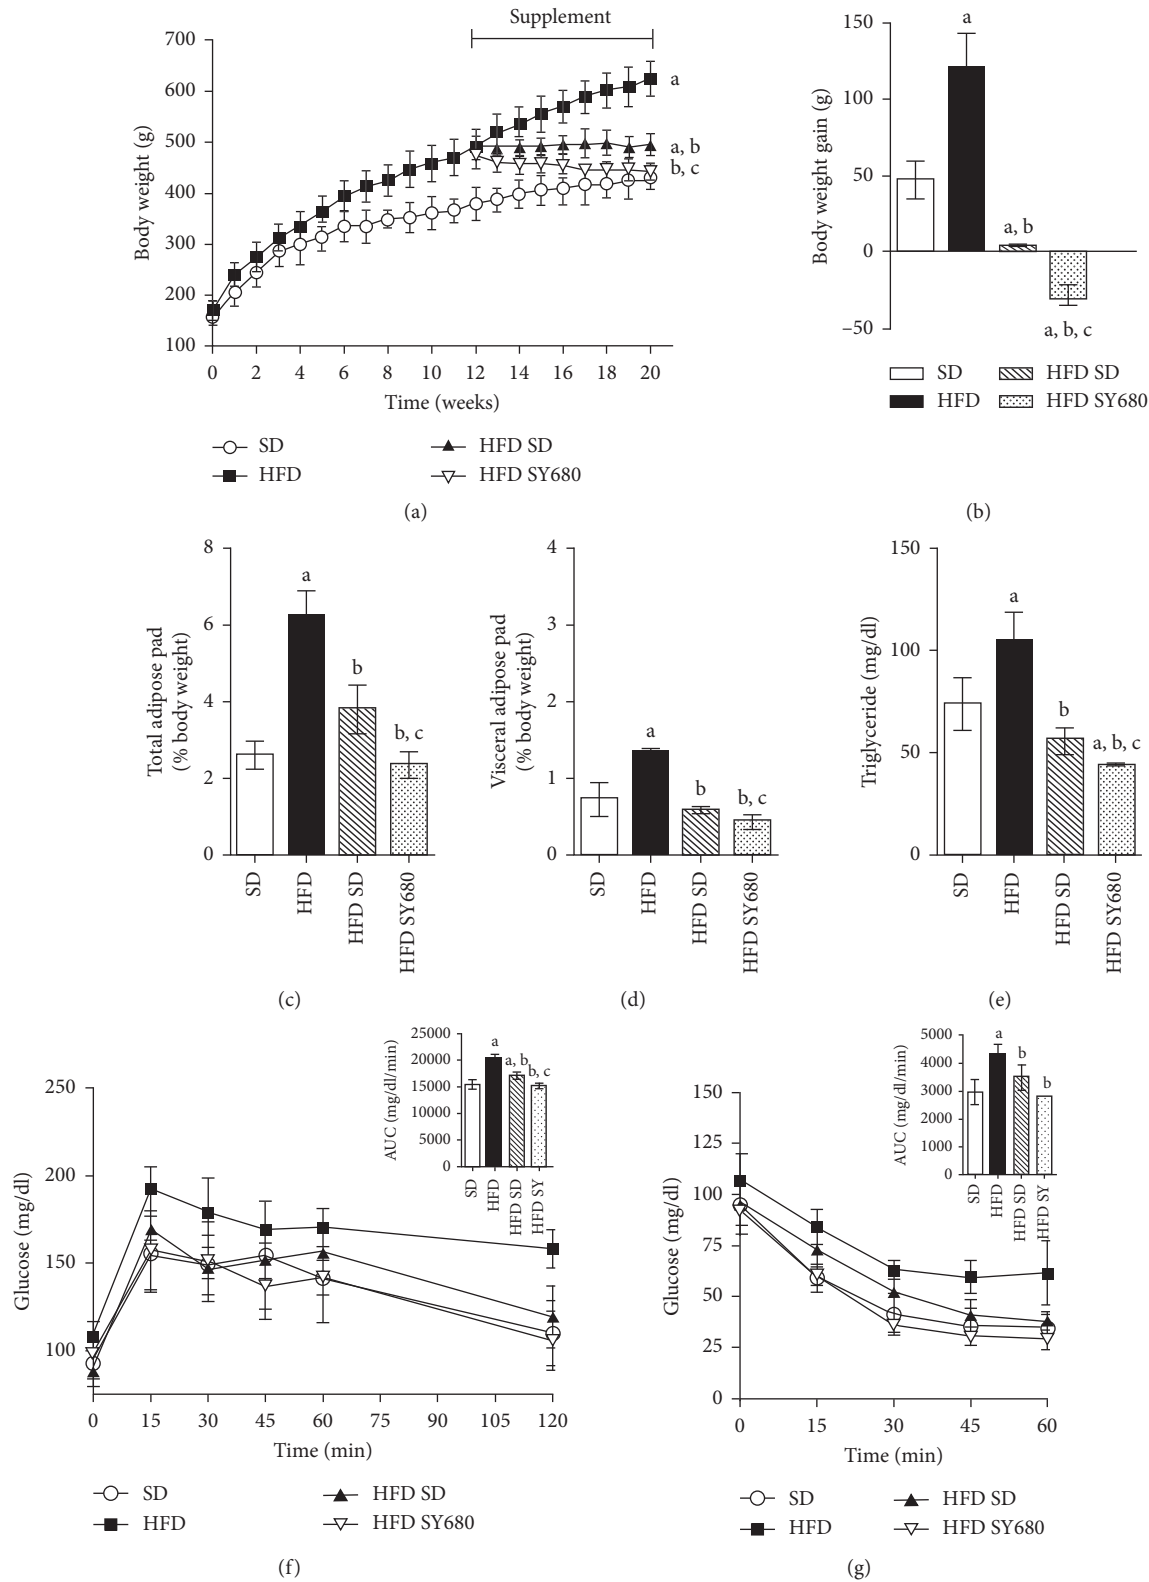 Supplement
Body weight (g)
700
600
500
400
300
200
100
a
a, b
b, c
0 2 4 6 8 10 12 14 16 18 20
Time (weeks)
SD
HFD SD
HFD
HFD SY680
(a)
Body weight gain (g)
150
100
50
0
–50
a
a, b
a, b, c
SD
HFD SD
HFD
HFD SY680
(b)
Total adipose pad
(% body weight)
8
6
4
2
0
a
b
b, c
SD
HFD
HFD SD
HFD SY680
(c)
Visceral adipose pad
(% body weight)
4
3
2
1
0
a
b
b, c
SD
HFD
HFD SD
HFD SY680
(d)
Triglyceride (mg/dl)
150
100
50
0
a
b
a, b, c
SD
HFD
HFD SD
HFD SY680
(e)
Glucose (mg/dl)
250
200
150
100
0 15 30 45 60 75 90 105 120
Time (min)
AUC (mg/dl/min)
25000
20000
15000
10000
5000
0
a
a, b
b, c
SD
HFD
HFD SD
HFD SY
SD
HFD SD
HFD
HFD SY680
(f)
Glucose (mg/dl)
150
125
100
75
50
25
0
0 15 30 45 60
Time (min)
AUC (mg/dl/min)
5000
4000
3000
2000
1000
0
a
b
b
SD
HFD
HFD SD
HFD SY
SD
HFD SD
HFD
HFD SY680
(g)